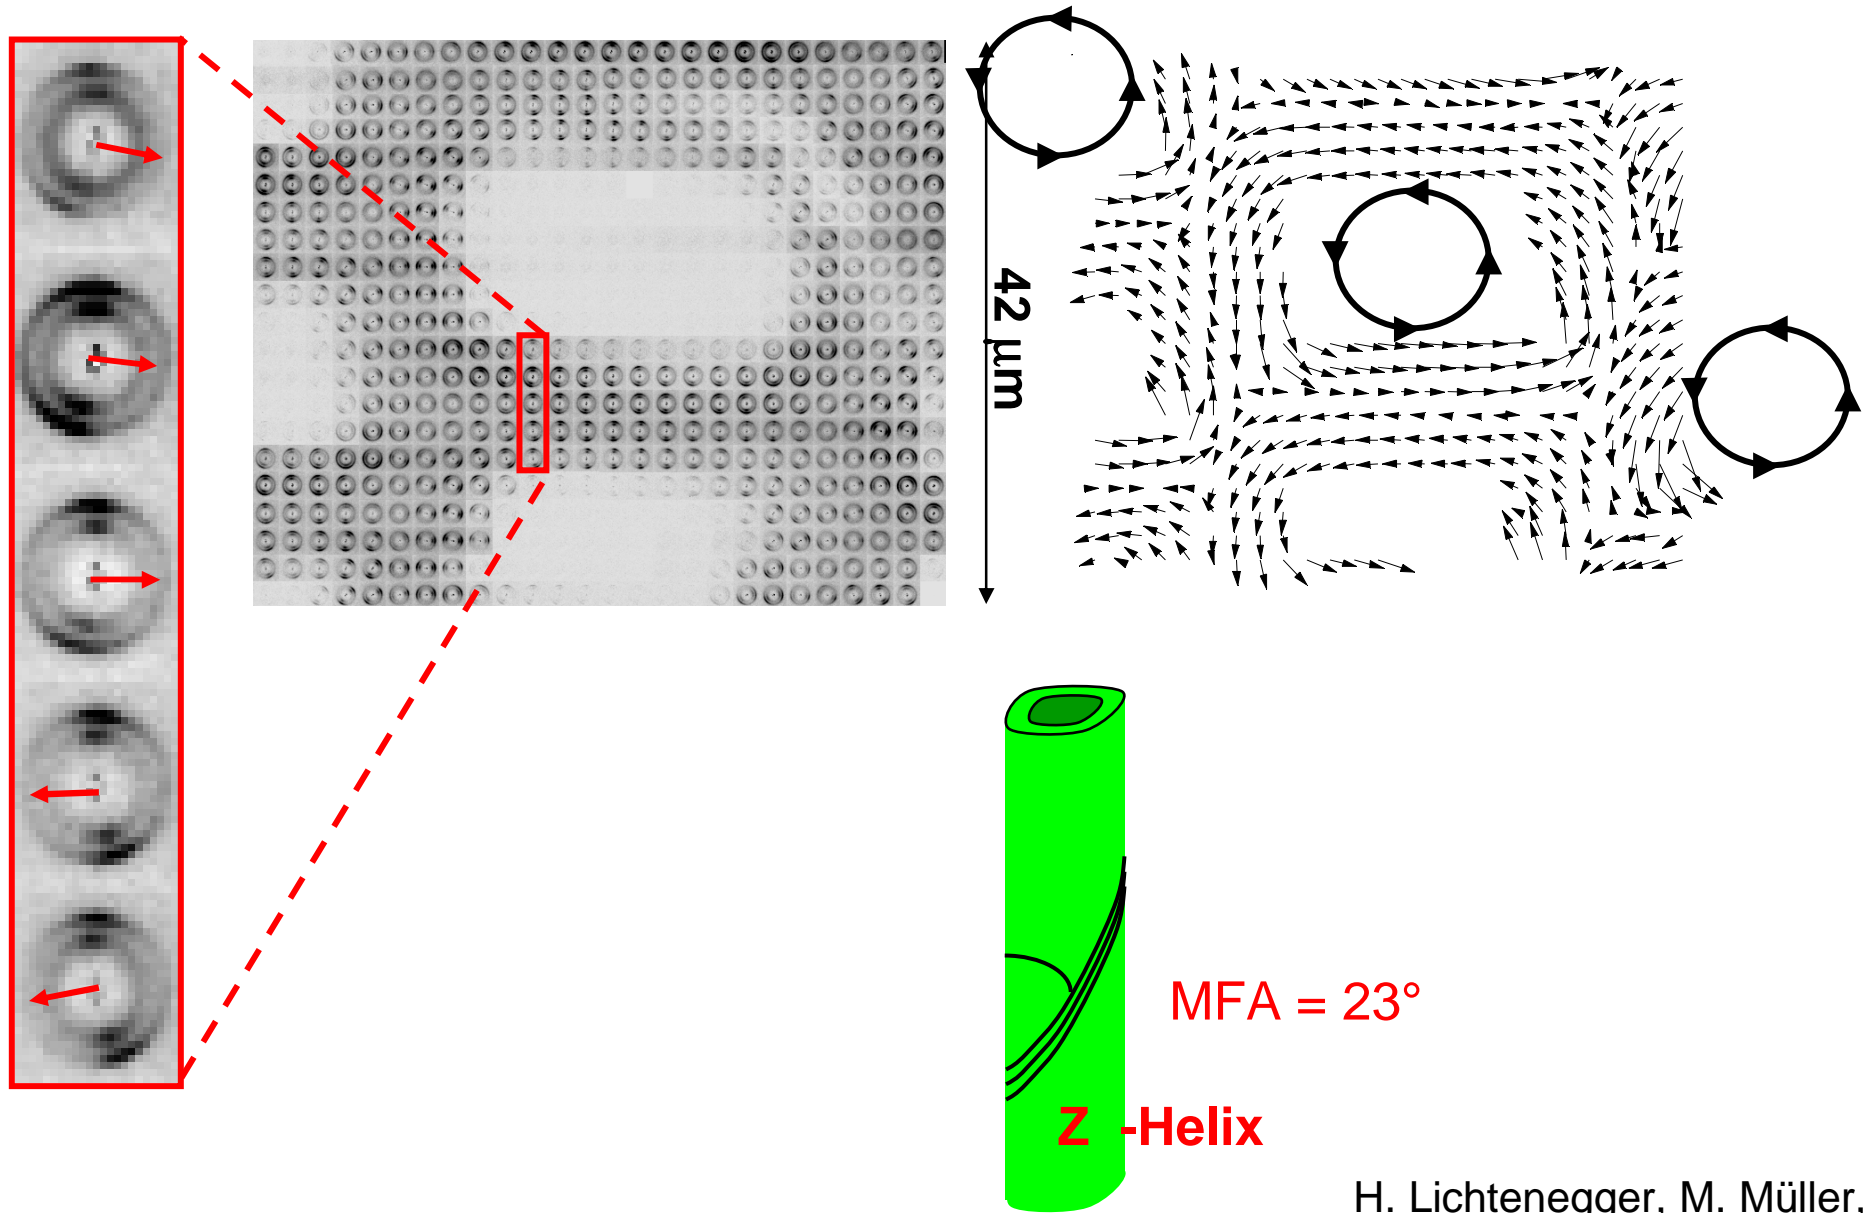 42 µm
MFA = 23°
Z -Helix
H. Lichtenegger, M. Müller,